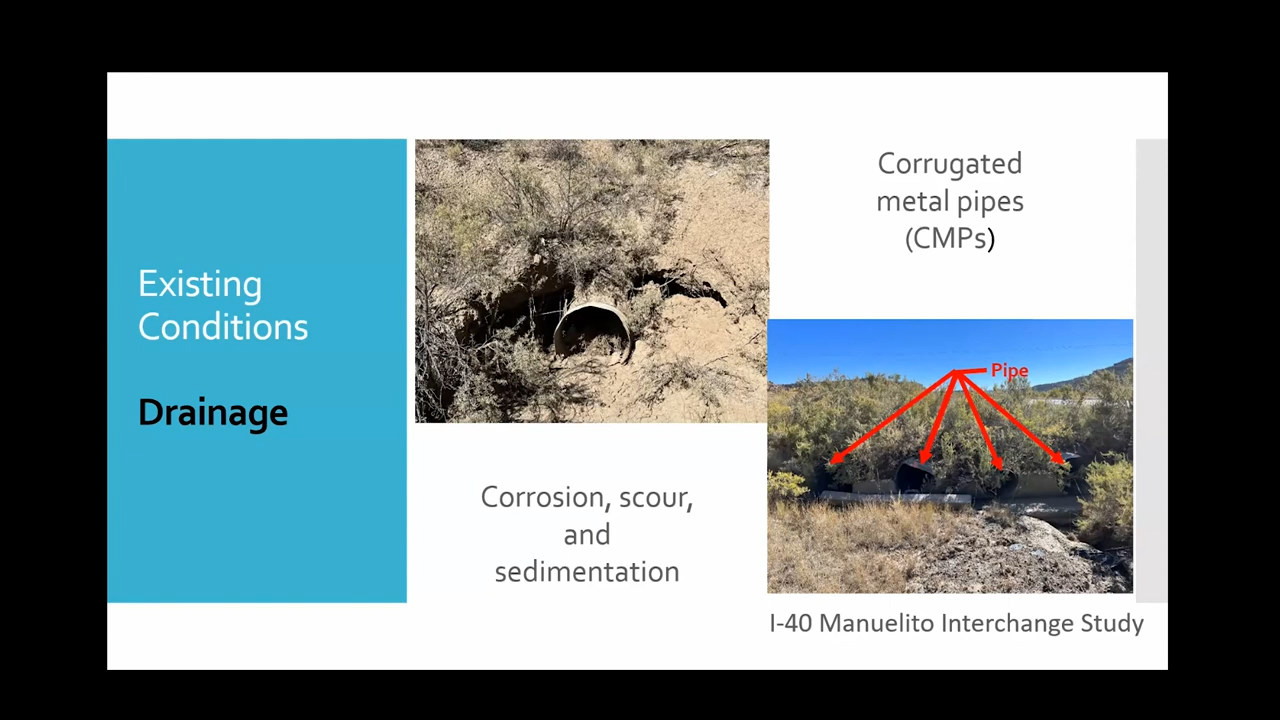 Existing
Conditions
Drainage
Corrosion, scour,
and
sedimentation
Corrugated
metal pipes
(CMPs)
Pipe
I-40 Manuelito Interchange Study